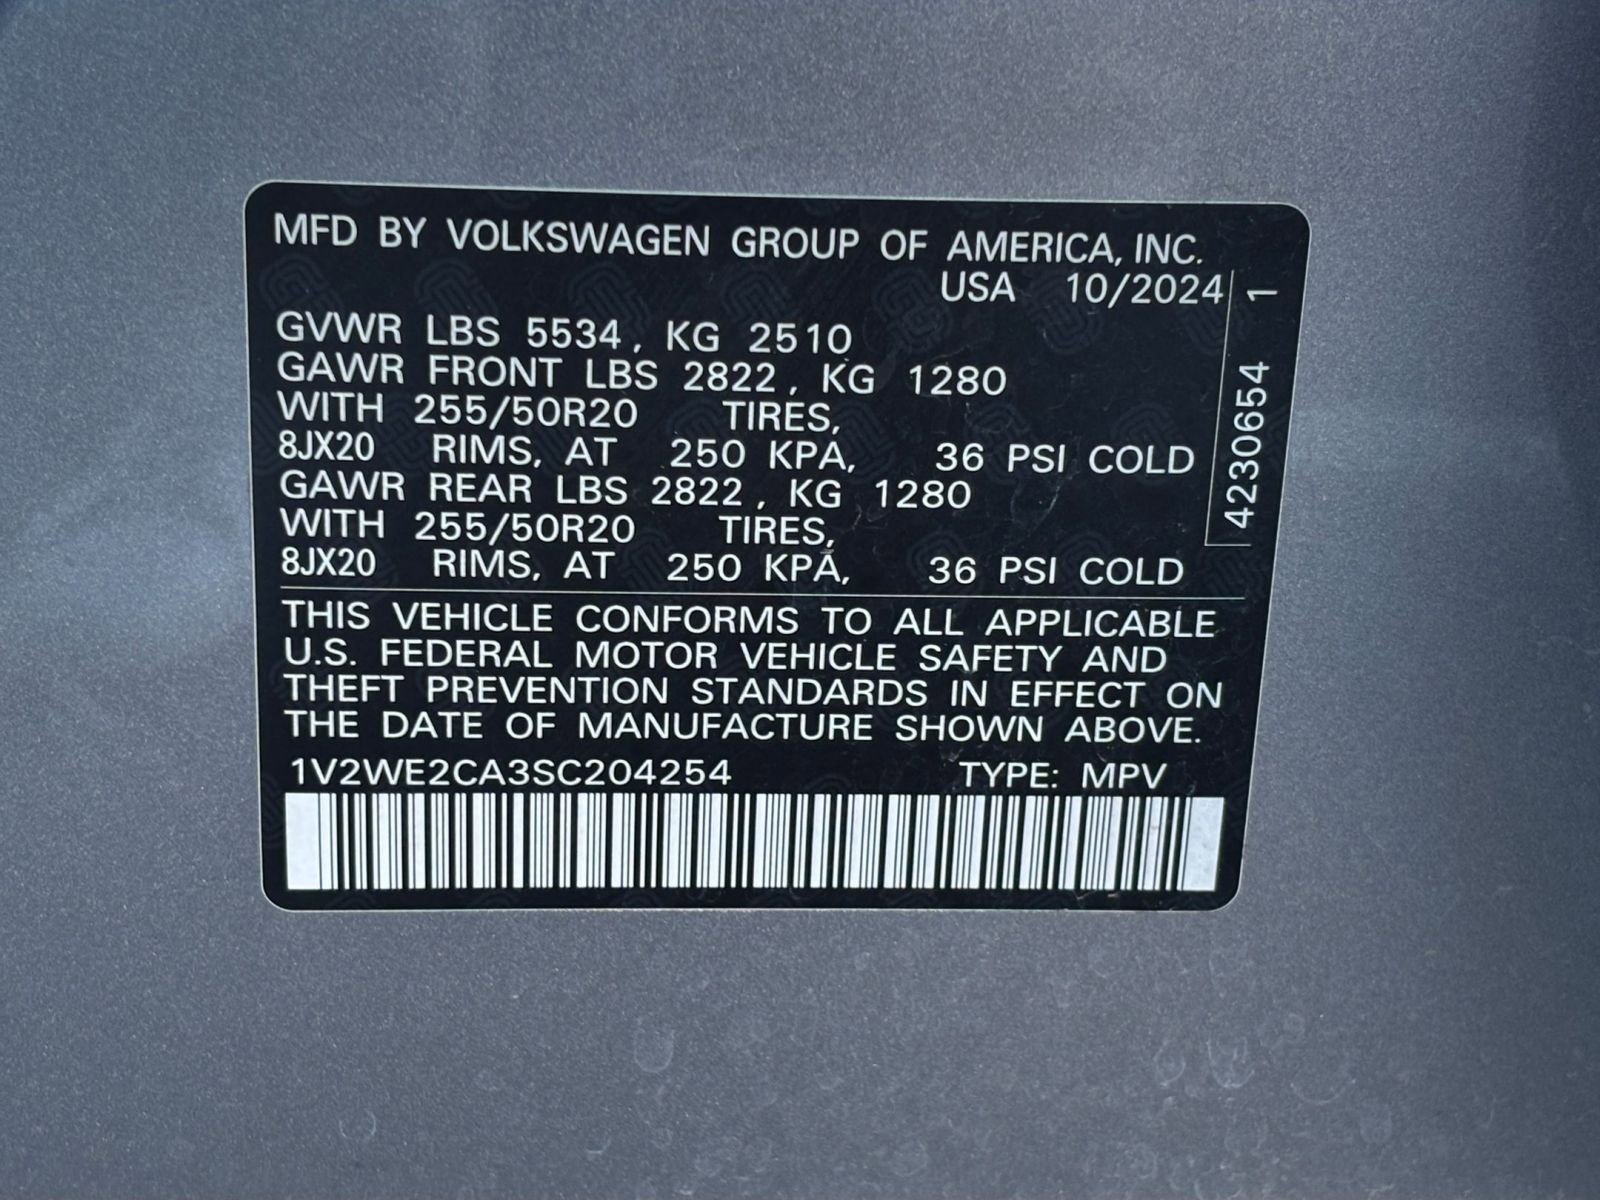 MFD BY VOLKSWAGEN GROUP OF AMERICA, INC.
USA 10/2024
GVWR LBS 5534, KG 2510
GAWR FRONT LBS 2822, KG 1280
WITH 255/50R20 TIRES,
8JX20 RIMS, AT 250 KPA, 36 PSI COLD
GAWR REAR LBS 2822, KG 1280
WITH 255/50R20 TIRES,
8JX20 RIMS, AT 250 KPA, 36 PSI COLD
THIS VEHICLE CONFORMS TO ALL APPLICABLE
U.S. FEDERAL MOTOR VEHICLE SAFETY AND
THEFT PREVENTION STANDARDS IN EFFECT ON
THE DATE OF MANUFACTURE SHOWN ABOVE.
1V2WE2CA3SC204254 TYPE: MPV
4230654 1